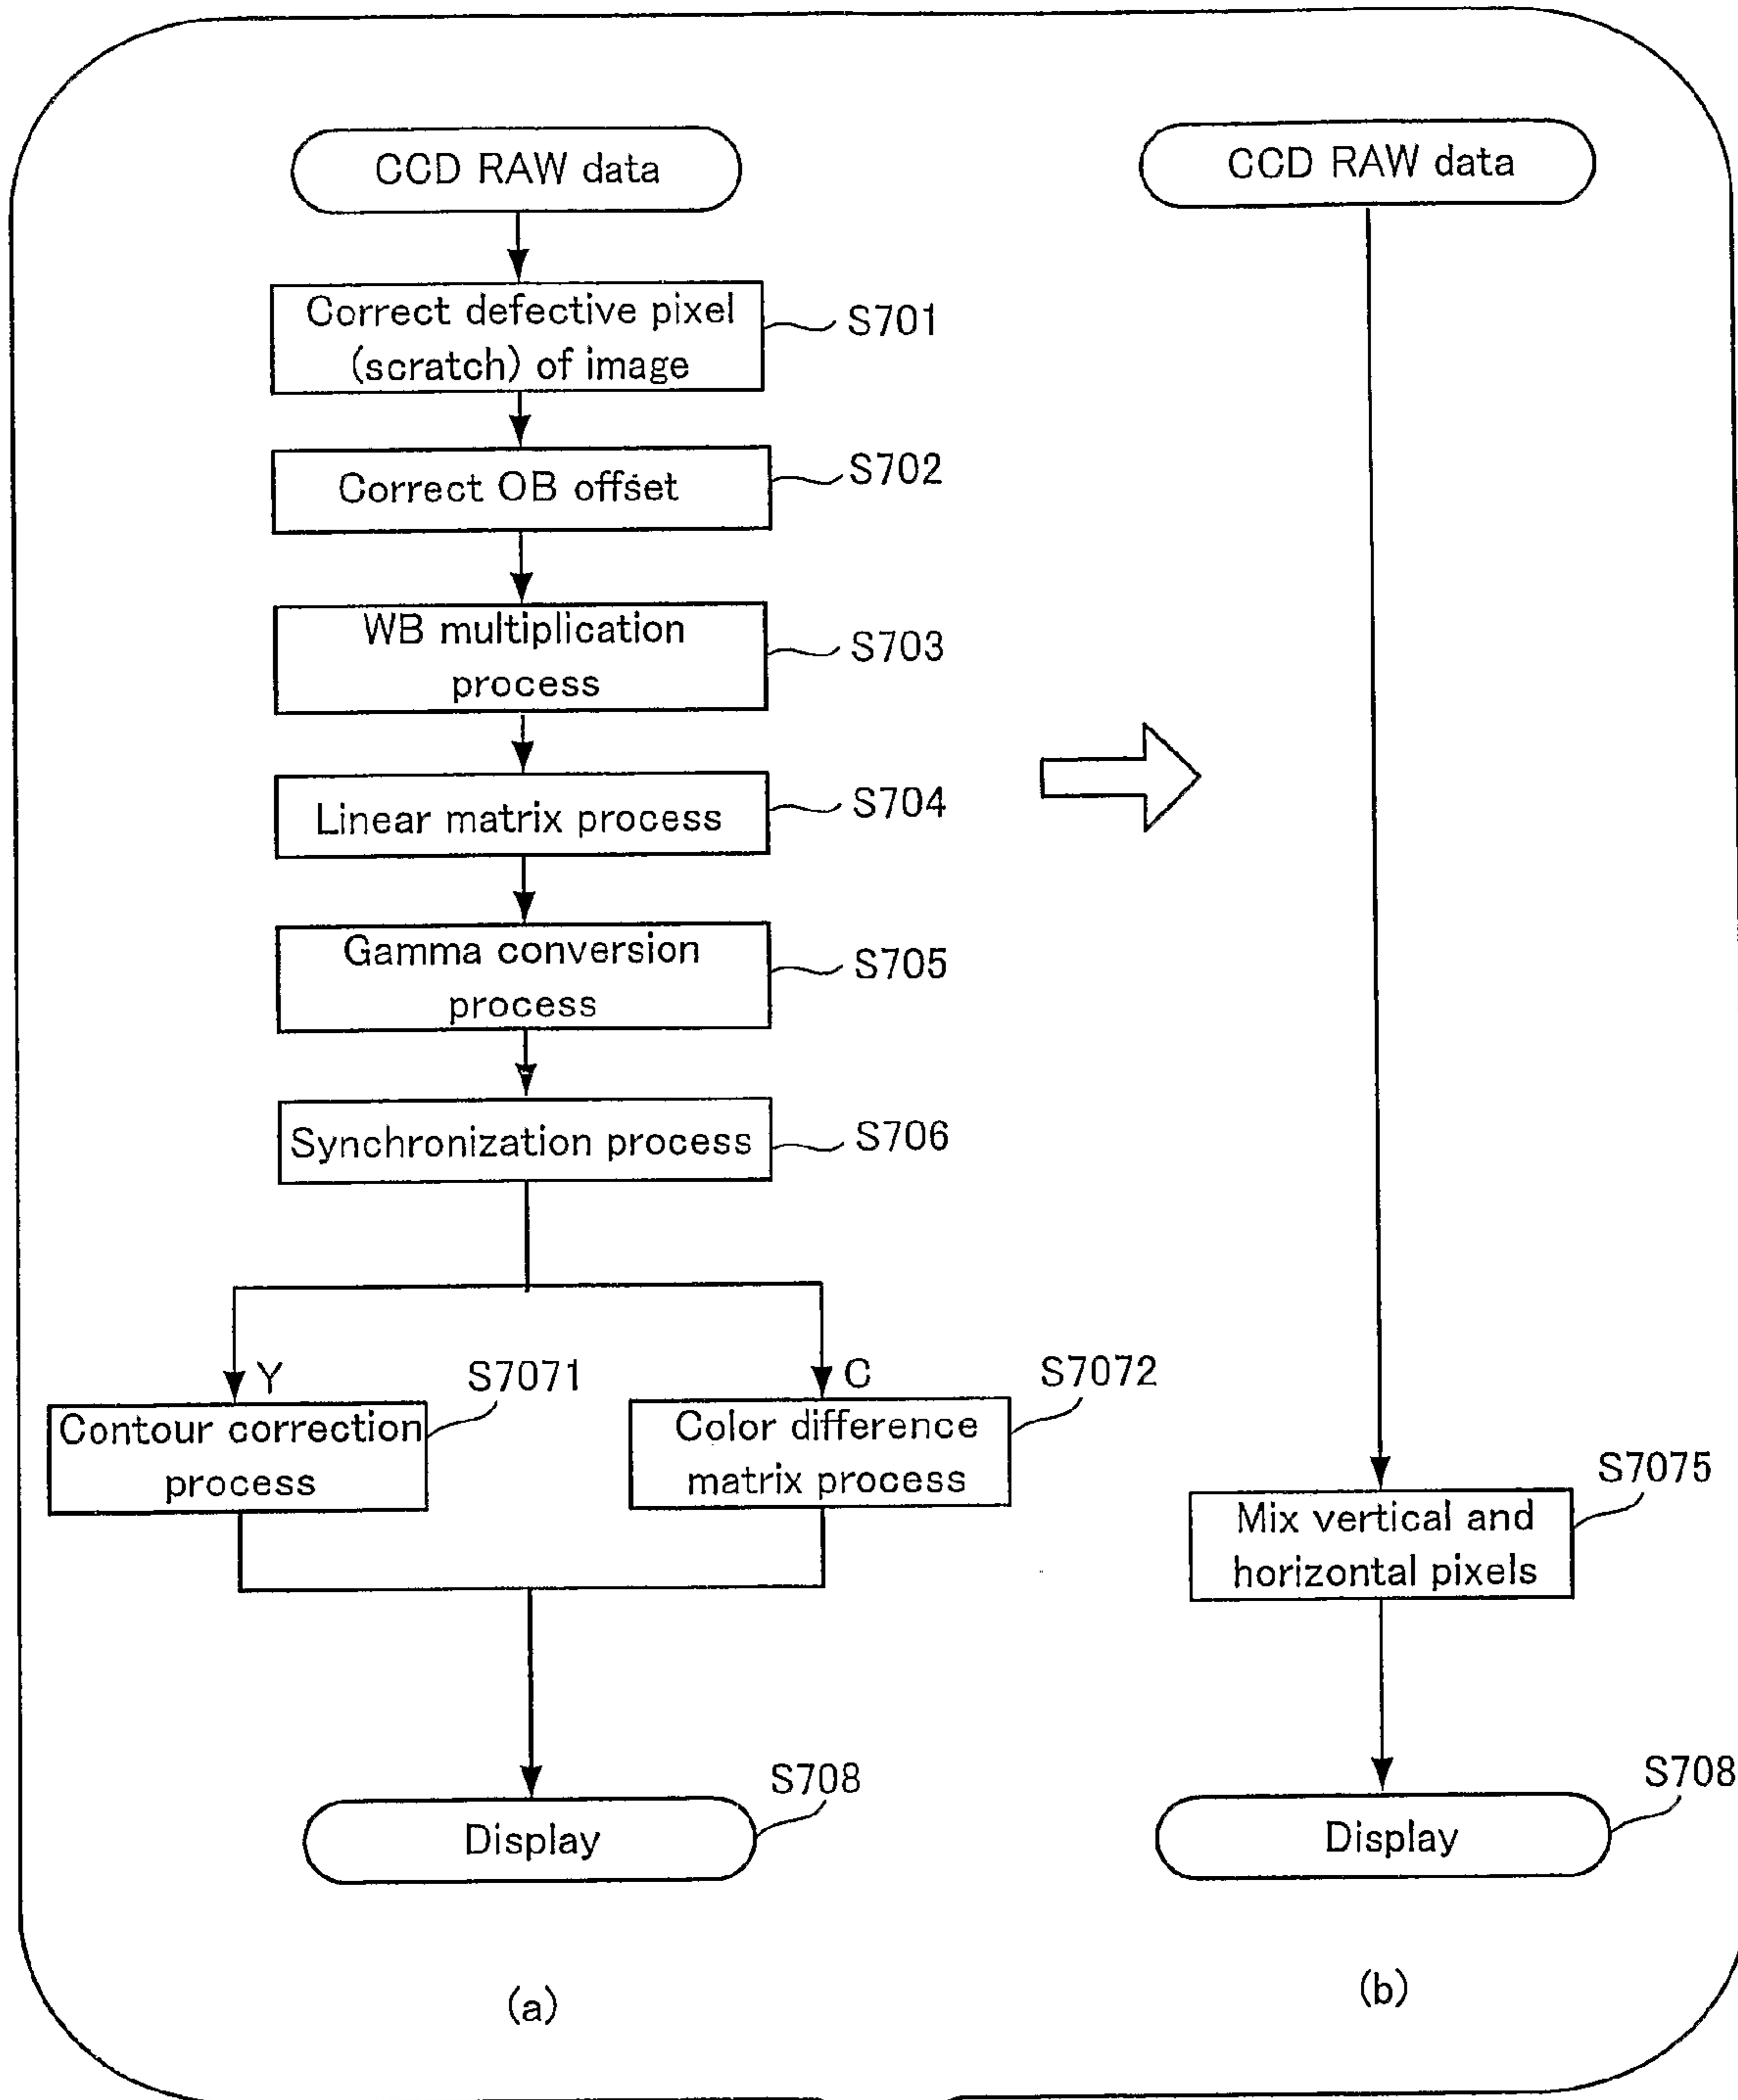 CCD RAW data
Correct defective pixel
(scratch) of image
S701
Correct OB offset
S702
WB multiplication
process
S703
Linear matrix process
S704
Gamma conversion
process
S705
Synchronization process
S706
Y
C
S7071
Contour correction
process
S7072
Color difference
matrix process
S708
Display
(a)
CCD RAW data
S7075
Mix vertical and
horizontal pixels
S708
Display
(b)